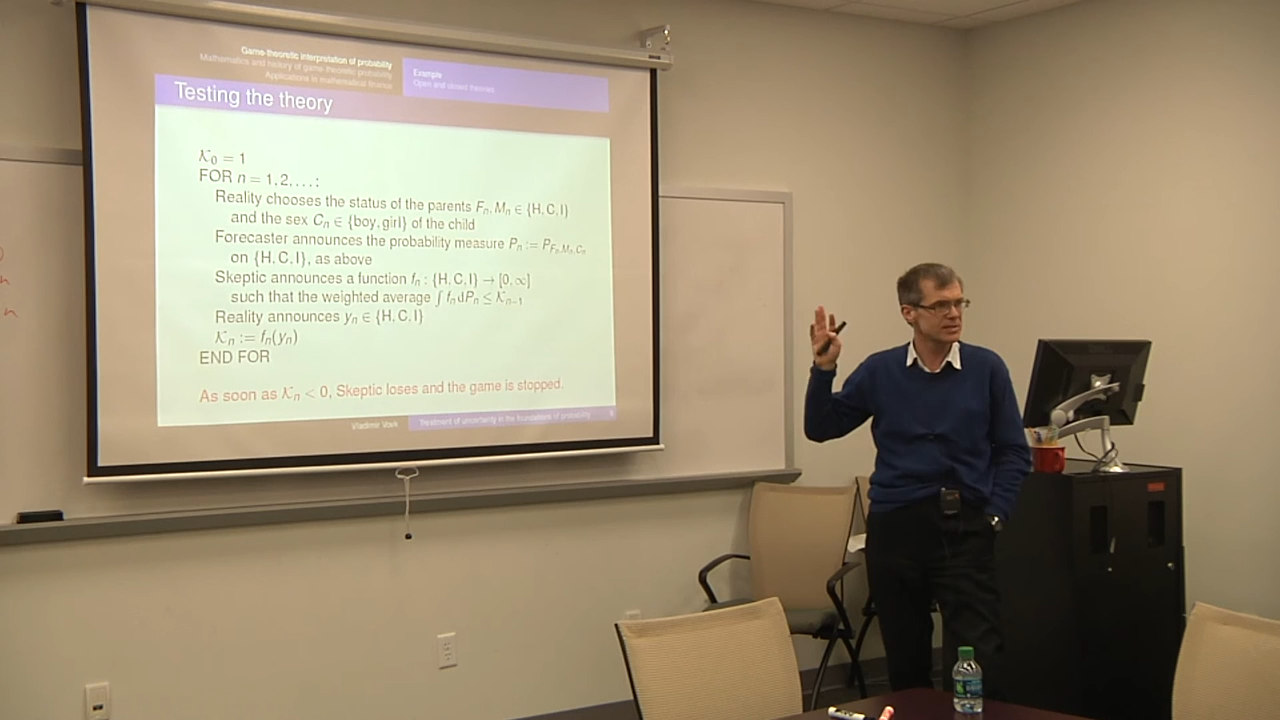 Game-theoretic interpretation of probability
Mathematics and history of game-theoretic probability
Applications in mathematical finance
Example
Open and closed theories
Testing the theory
𝒦₀ = 1
FOR n = 1, 2, . . . :
Reality chooses the status of the parents Fₙ, Mₙ ∈ {H, C, I}
and the sex Cₙ ∈ {boy, girl} of the child
Forecaster announces the probability measure Pₙ := P_{Fₙ,Mₙ,Cₙ}
on {H, C, I}, as above
Skeptic announces a function fₙ : {H, C, I} → [0, ∞]
such that the weighted average ∫ fₙdPₙ ≤ 𝒦ₙ₋₁
Reality announces yₙ ∈ {H, C, I}
𝒦ₙ := fₙ(yₙ)
END FOR
As soon as 𝒦ₙ < 0, Skeptic loses and the game is stopped.
Vladimir Vovk
Treatment of uncertainty in the foundations of probability